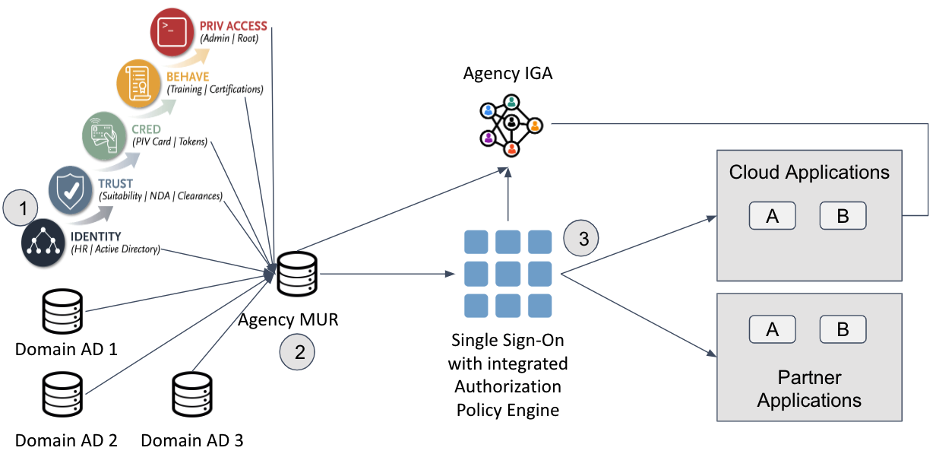 >_
PRIV ACCESS
(Admin | Root)
BEHAVE
(Training | Certifications)
CRED
(PIV Card | Tokens)
TRUST
(Suitability | NDA | Clearances)
1
IDENTITY
(HR | Active Directory)
Domain AD 1
Domain AD 2
Domain AD 3
Agency MUR
2
Agency IGA
3
Single Sign-On
with integrated
Authorization
Policy Engine
Cloud Applications
A B
A B
Partner
Applications